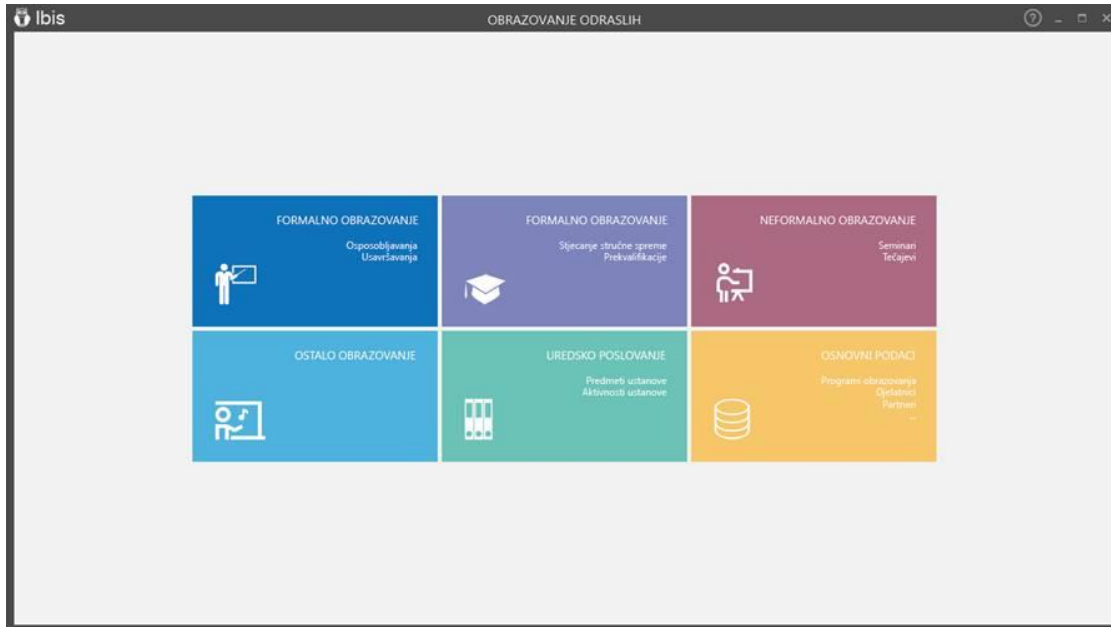 Ibis
OBRAZOVANJE ODRASLIH
FORMALNO OBRAZOVANJE
Osposobljavanja
Usavršavanja
FORMALNO OBRAZOVANJE
Stjecanje stručne spreme
Prekvalifikacije
NEFORMALNO OBRAZOVANJE
Seminari
Tečajevi
OSTALO OBRAZOVANJE
UREDSKO POSLOVANJE
Predmeti ustanove
Aktivnosti ustanove
OSNOVNI PODACI
Programi obrazovanja
Djelatnici
Partneri
...